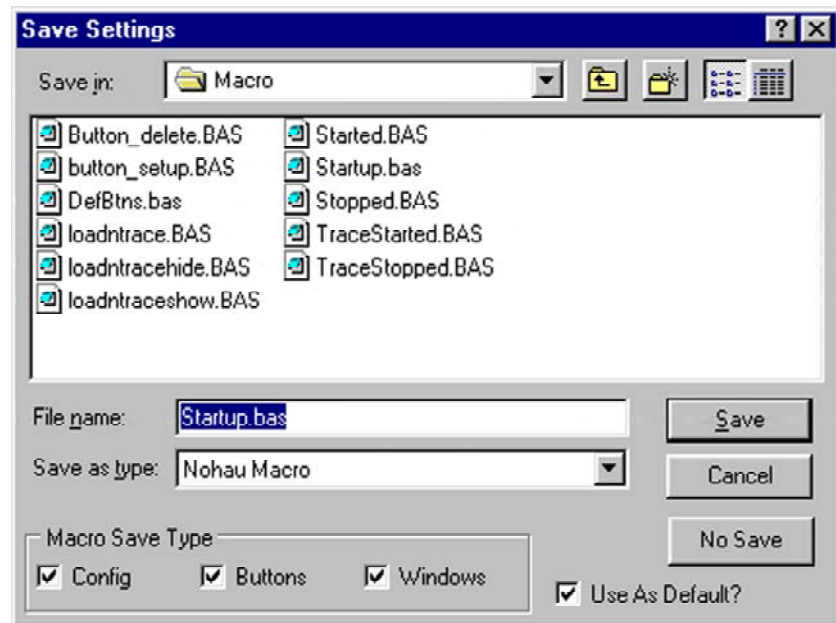 Save Settings
Save in: Macro
Button_delete.BAS
button_setup.BAS
DefBtns.bas
loadntrace.BAS
loadntracehide.BAS
loadntraceshow.BAS
Started.BAS
Startup.bas
Stopped.BAS
TraceStarted.BAS
TraceStopped.BAS
File name: Startup.bas
Save
Save as type: Nohau Macro
Cancel
No Save
Macro Save Type
Config Buttons Windows
Use As Default?